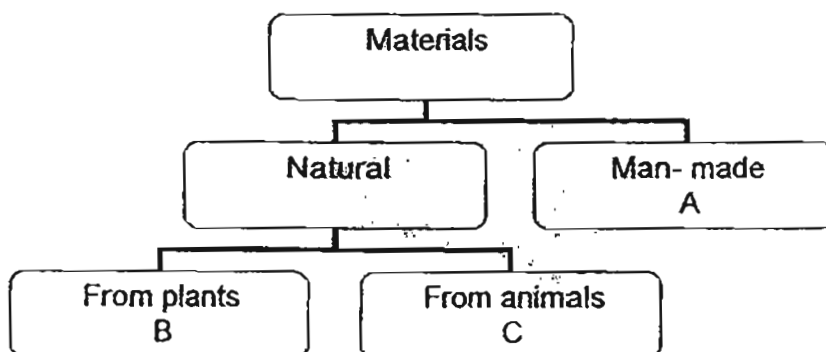 Materials
Natural
Man- made
A
From plants
B
From animals
C